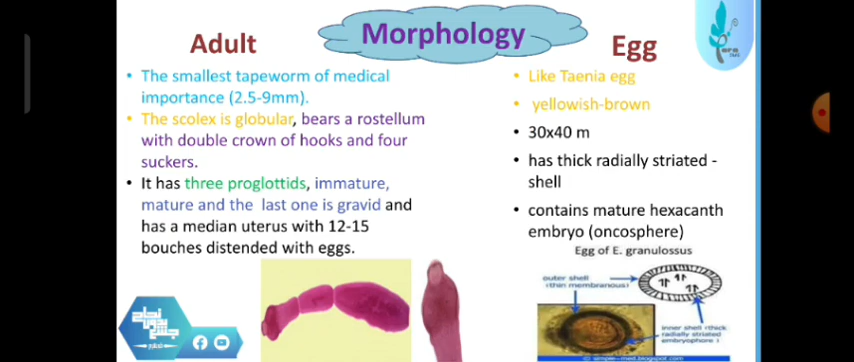 Morphology
Adult
• The smallest tapeworm of medical
importance (2.5-9mm).
• The scolex is globular, bears a rostellum
with double crown of hooks and four
suckers.
• It has three proglottids, immature,
mature and the last one is gravid and
has a median uterus with 12-15
bouches distended with eggs.
Egg
• Like Taenia egg
• yellowish-brown
• 30x40 m
• has thick radially striated -
shell
• contains mature hexacanth
embryo (oncosphere)
Egg of E. granulossus
outer shell
(thin membranous)
inner shell (thick
radially striated
embryophore )
© simple-med.blogspot.com